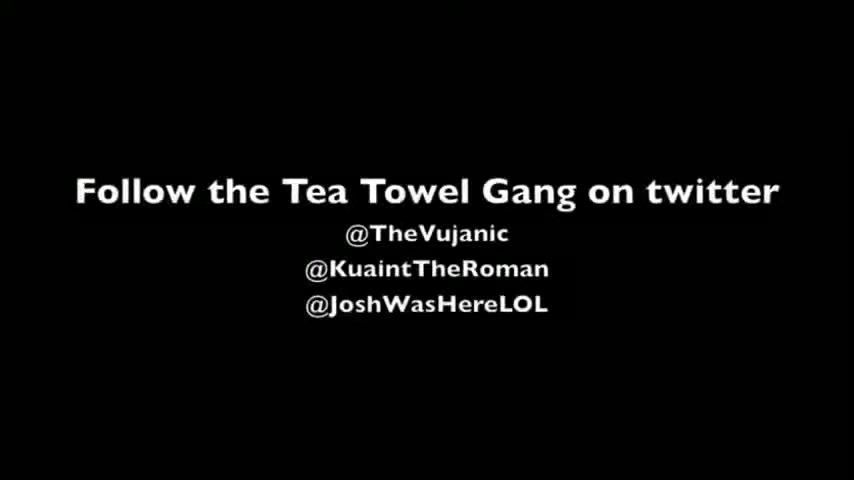 Follow the Tea Towel Gang on twitter
@TheVujanic
@KuaintTheRoman
@JoshWasHereLOL